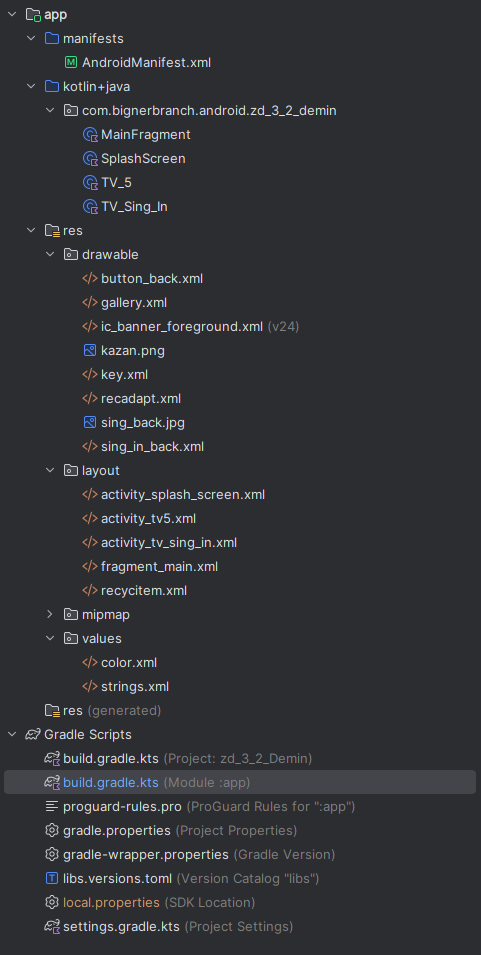 app
manifests
AndroidManifest.xml
kotlin+java
com.bignerbranch.android.zd_3_2_demin
MainFragment
SplashScreen
TV_5
TV_Sing_In
res
drawable
button_back.xml
gallery.xml
ic_banner_foreground.xml (v24)
kazan.png
key.xml
recadapt.xml
sing_back.jpg
sing_in_back.xml
layout
activity_splash_screen.xml
activity_tv5.xml
activity_tv_sing_in.xml
fragment_main.xml
recycitem.xml
mipmap
values
color.xml
strings.xml
res (generated)
Gradle Scripts
build.gradle.kts (Project: zd_3_2_Demin)
build.gradle.kts (Module :app)
proguard-rules.pro (ProGuard Rules for ":app")
gradle.properties (Project Properties)
gradle-wrapper.properties (Gradle Version)
libs.versions.toml (Version Catalog "libs")
local.properties (SDK Location)
settings.gradle.kts (Project Settings)